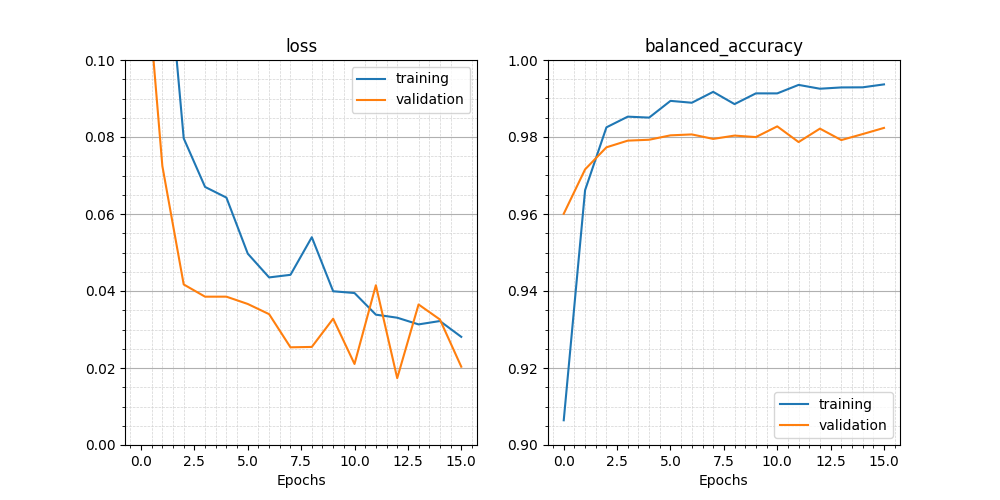 loss
0.10
0.08
0.06
0.04
0.02
0.00
0.0 2.5 5.0 7.5 10.0 12.5 15.0
Epochs
training
validation
balanced_accuracy
1.00
0.98
0.96
0.94
0.92
0.90
0.0 2.5 5.0 7.5 10.0 12.5 15.0
Epochs
training
validation